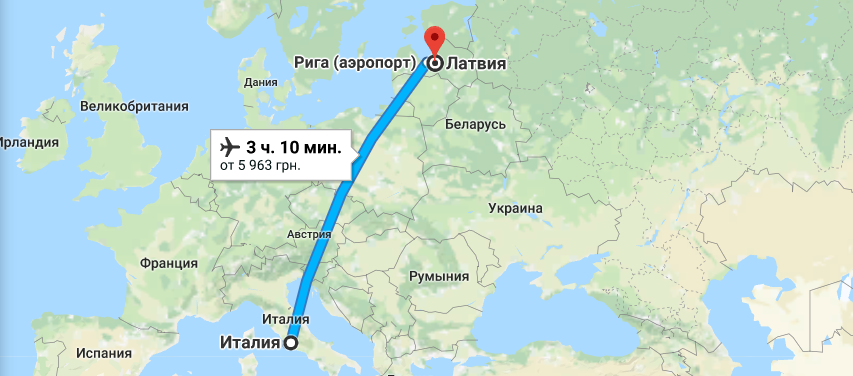 Рига (аэропорт)
Латвия
Дания
Великобритания
Ирландия
Беларусь
3 ч. 10 мин.
от 5 963 грн.
Украина
Австрия
Франция
Румыния
Италия
Италия
Испания